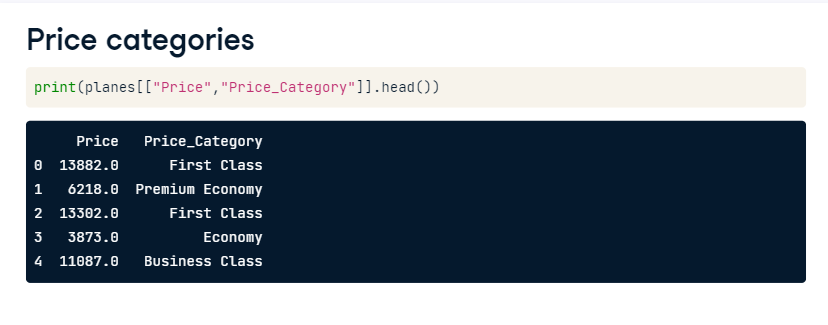 Price categories
print(planes[["Price","Price_Category"]].head())
Price Price_Category
0 13882.0 First Class
1 6218.0 Premium Economy
2 13302.0 First Class
3 3873.0 Economy
4 11087.0 Business Class